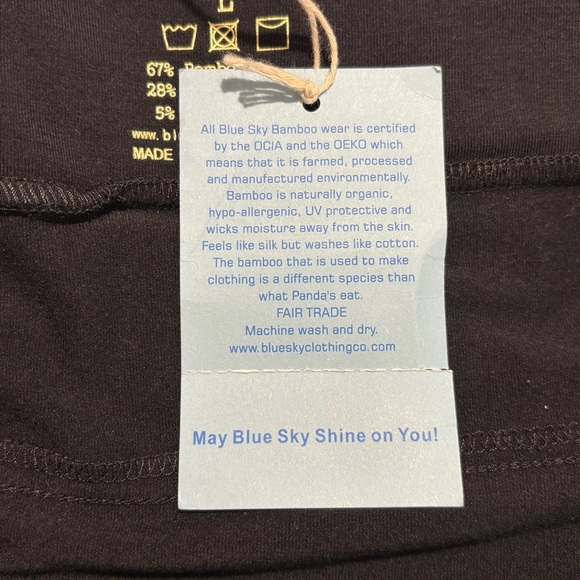 L
67% Bamboo
28%
5%
www.bl
MADE
All Blue Sky Bamboo wear is certified
by the OCIA and the OEKO which
means that it is farmed, processed
and manufactured environmentally.
Bamboo is naturally organic,
hypo-allergenic, UV protective and
wicks moisture away from the skin.
Feels like silk but washes like cotton.
The bamboo that is used to make
clothing is a different species than
what Panda's eat.
FAIR TRADE
Machine wash and dry.
www.blueskyclothingco.com
May Blue Sky Shine on You!